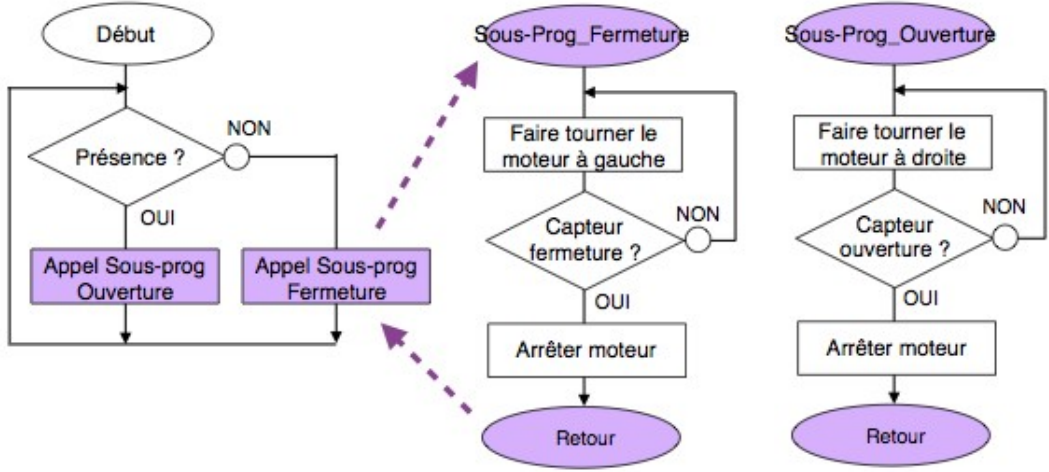 Début
Présence ?
NON
OUI
Appel Sous-prog
Ouverture
Appel Sous-prog
Fermeture
Sous-Prog_Fermeture
Faire tourner le
moteur à gauche
Capteur
fermeture ?
NON
OUI
Arrêter moteur
Retour
Sous-Prog_Ouverture
Faire tourner le
moteur à droite
Capteur
ouverture ?
NON
OUI
Arrêter moteur
Retour